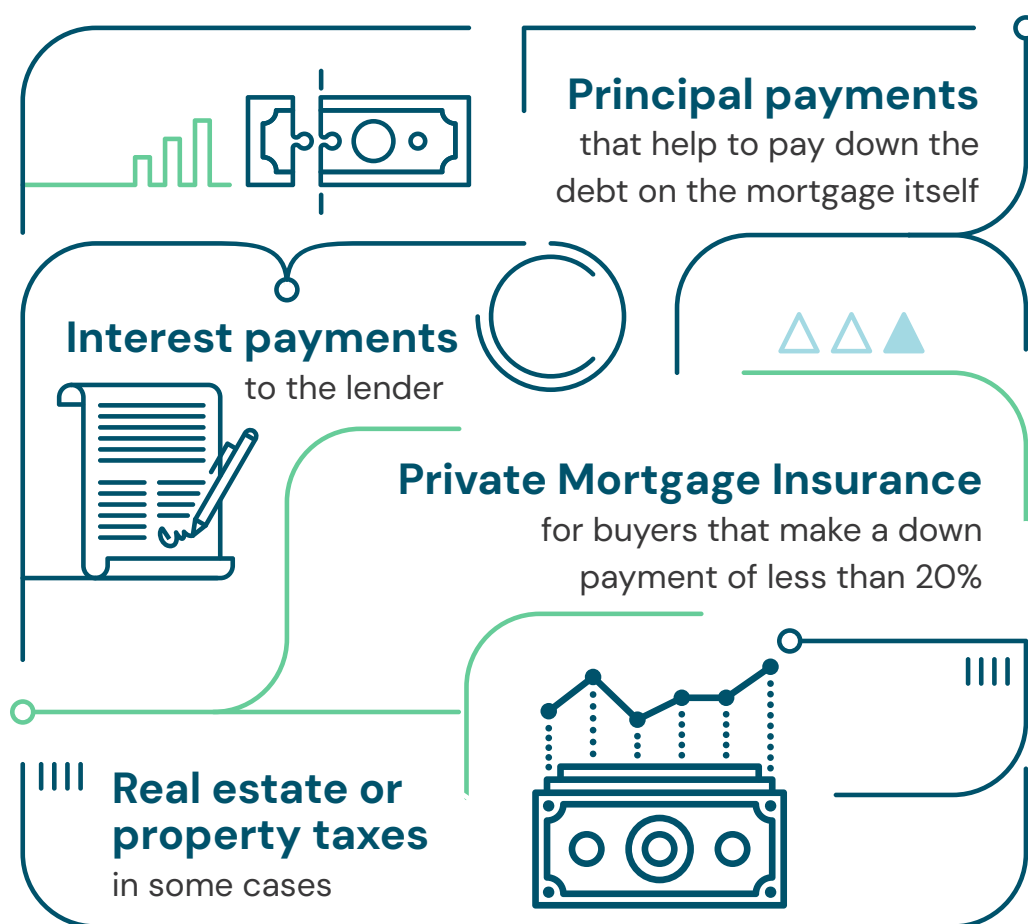 Principal payments
that help to pay down the
debt on the mortgage itself
Interest payments
to the lender
Private Mortgage Insurance
for buyers that make a down
payment of less than 20%
Real estate or
property taxes
in some cases